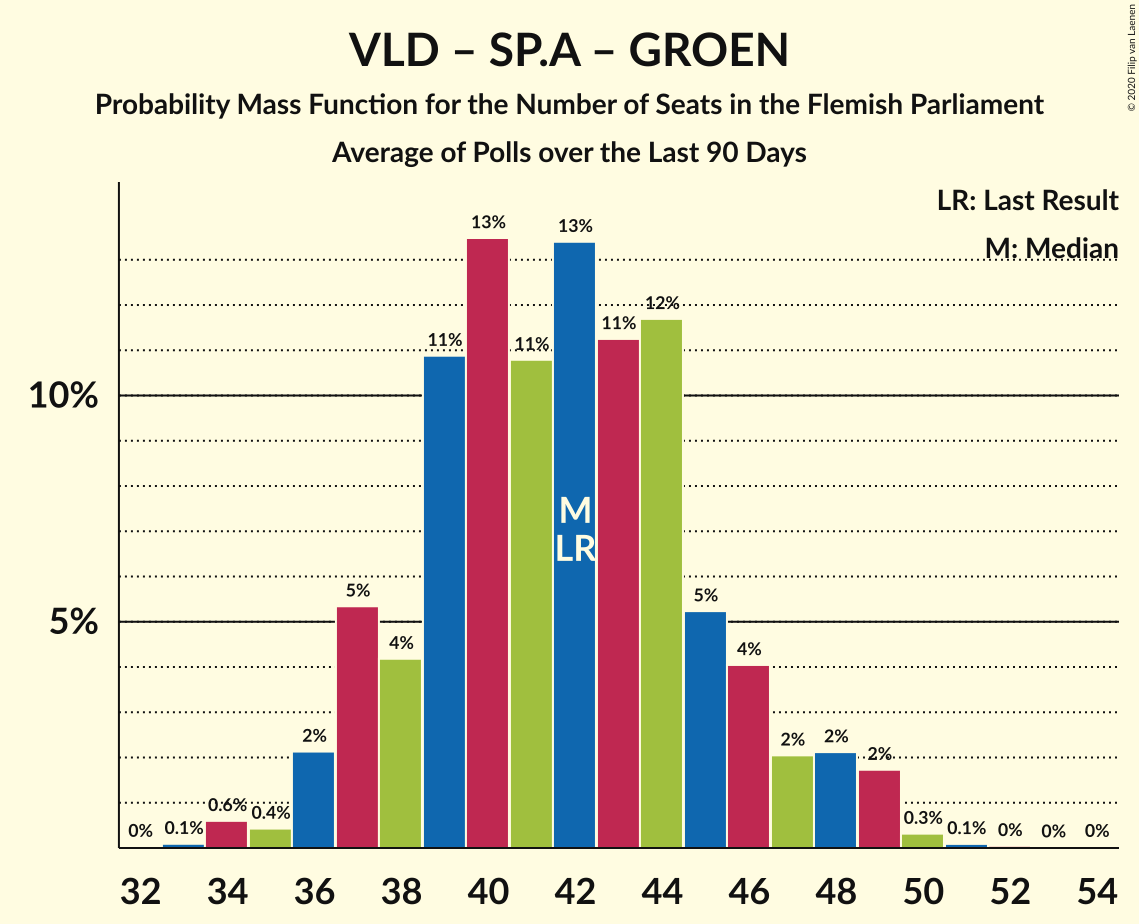 VLD – SP.A – GROEN
Probability Mass Function for the Number of Seats in the Flemish Parliament
Average of Polls over the Last 90 Days
© 2020 Filip van Laenen
LR: Last Result
M: Median
10%
5%
0%
0.1%
0.6%
0.4%
2%
5%
4%
11%
13%
11%
13%
11%
12%
5%
4%
2%
2%
2%
0.3%
0.1%
0%
0%
0%
M
LR
32 34 36 38 40 42 44 46 48 50 52 54